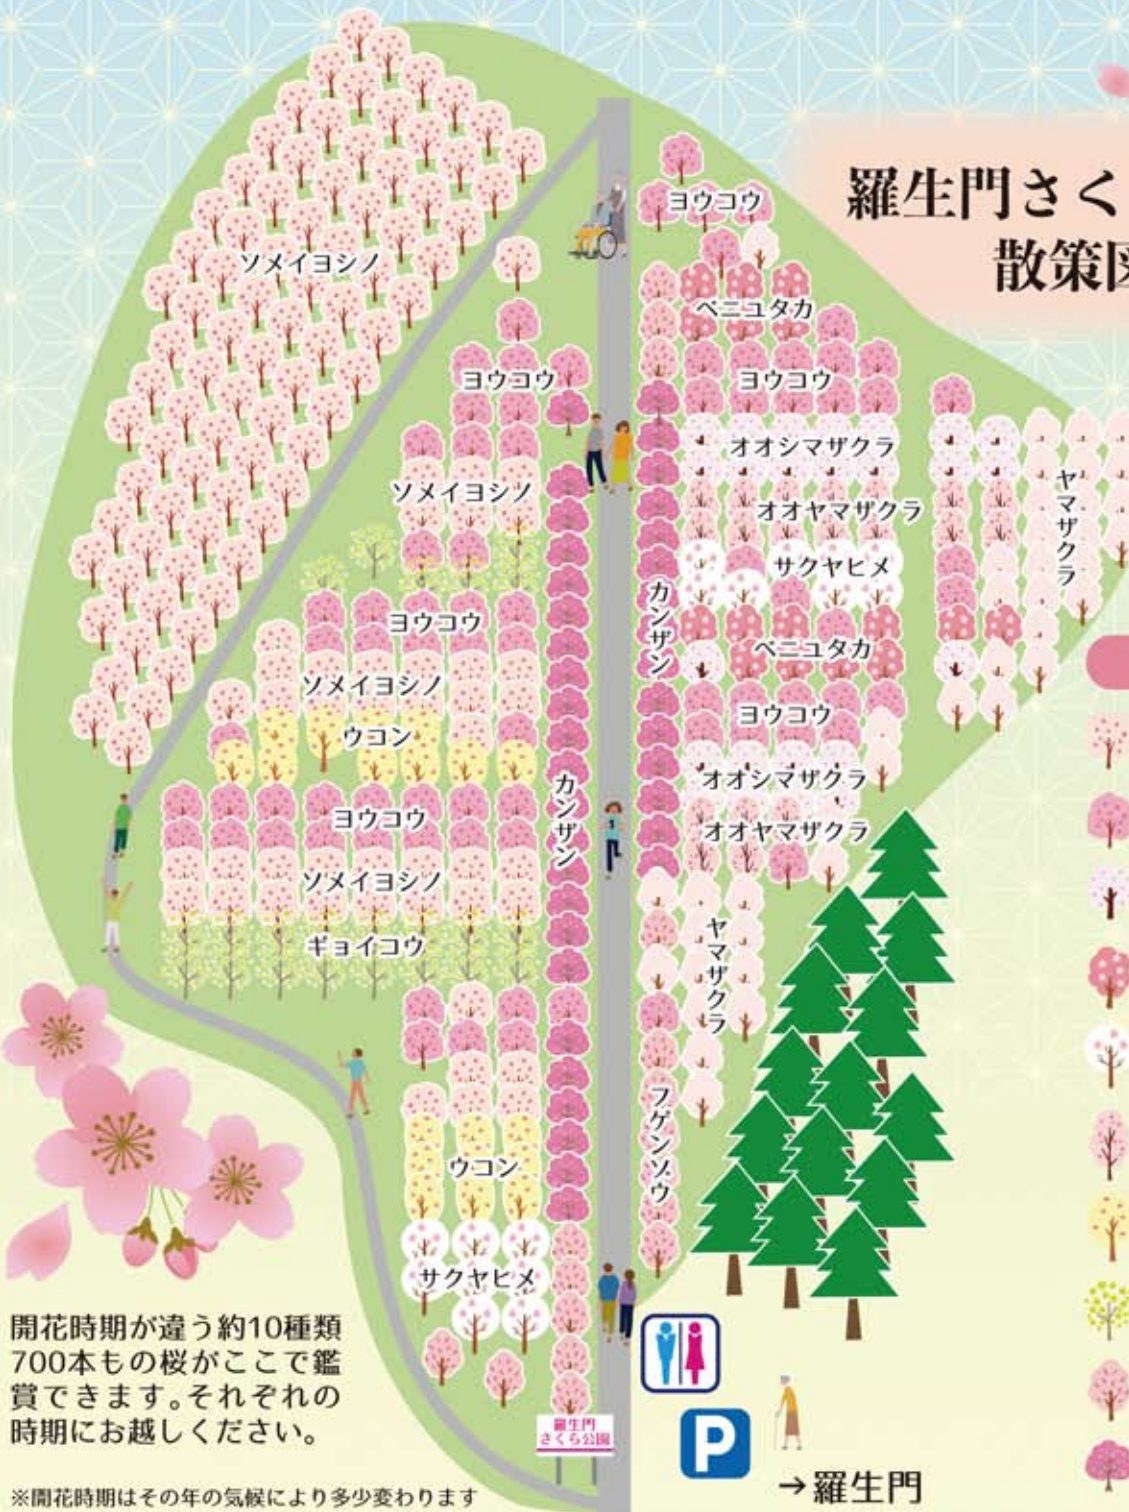 羅生門さく
散策図
ヨウコウ
ソメイヨシノ
ベニユタカ
ヨウコウ
ヨウコウ
オオシマザクラ
ソメイヨシノ
オオヤマザクラ
ヤマザクラ
サクヤヒメ
カンザン
ヨウコウ
ベニユタカ
ソメイヨシノ
ウコン
ヨウコウ
カンザン
オオシマザクラ
ヨウコウ
オオヤマザクラ
ソメイヨシノ
ギョイコウ
ヤマザクラ
フゲンゾウ
ウコン
サクヤヒメ
開花時期が違う約10種類
700本もの桜がここで鑑
賞できます。それぞれの
時期にお越しください。
羅生門
さくら公園
P
→羅生門
※開花時期はその年の気候により多少変わります